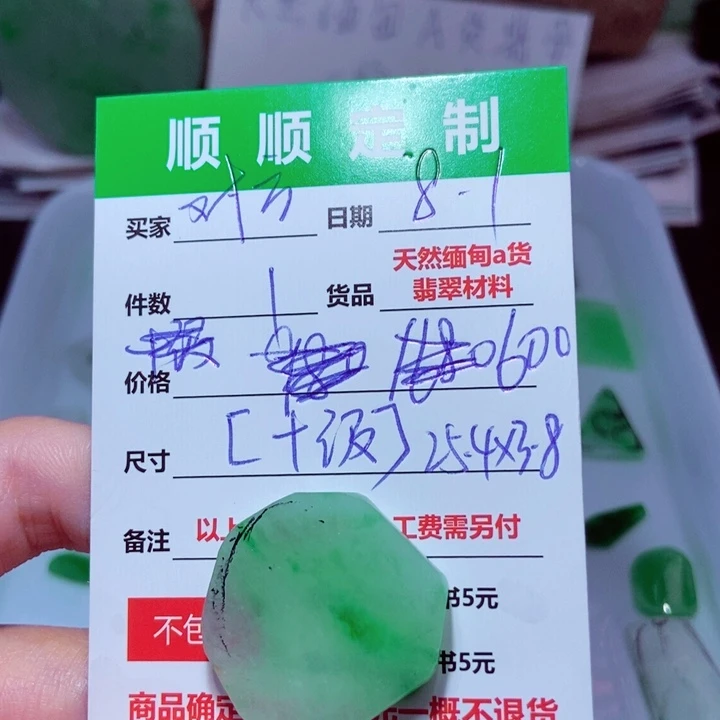 顺顺定制
买家 日期 8.1
天然缅甸a货
件数 1 货品 翡翠材料
价格 0600
尺寸 [十级] 25.4x3.8
备注 以上 工费需另付
不包 书5元
书5元
商品确定 一概不退货